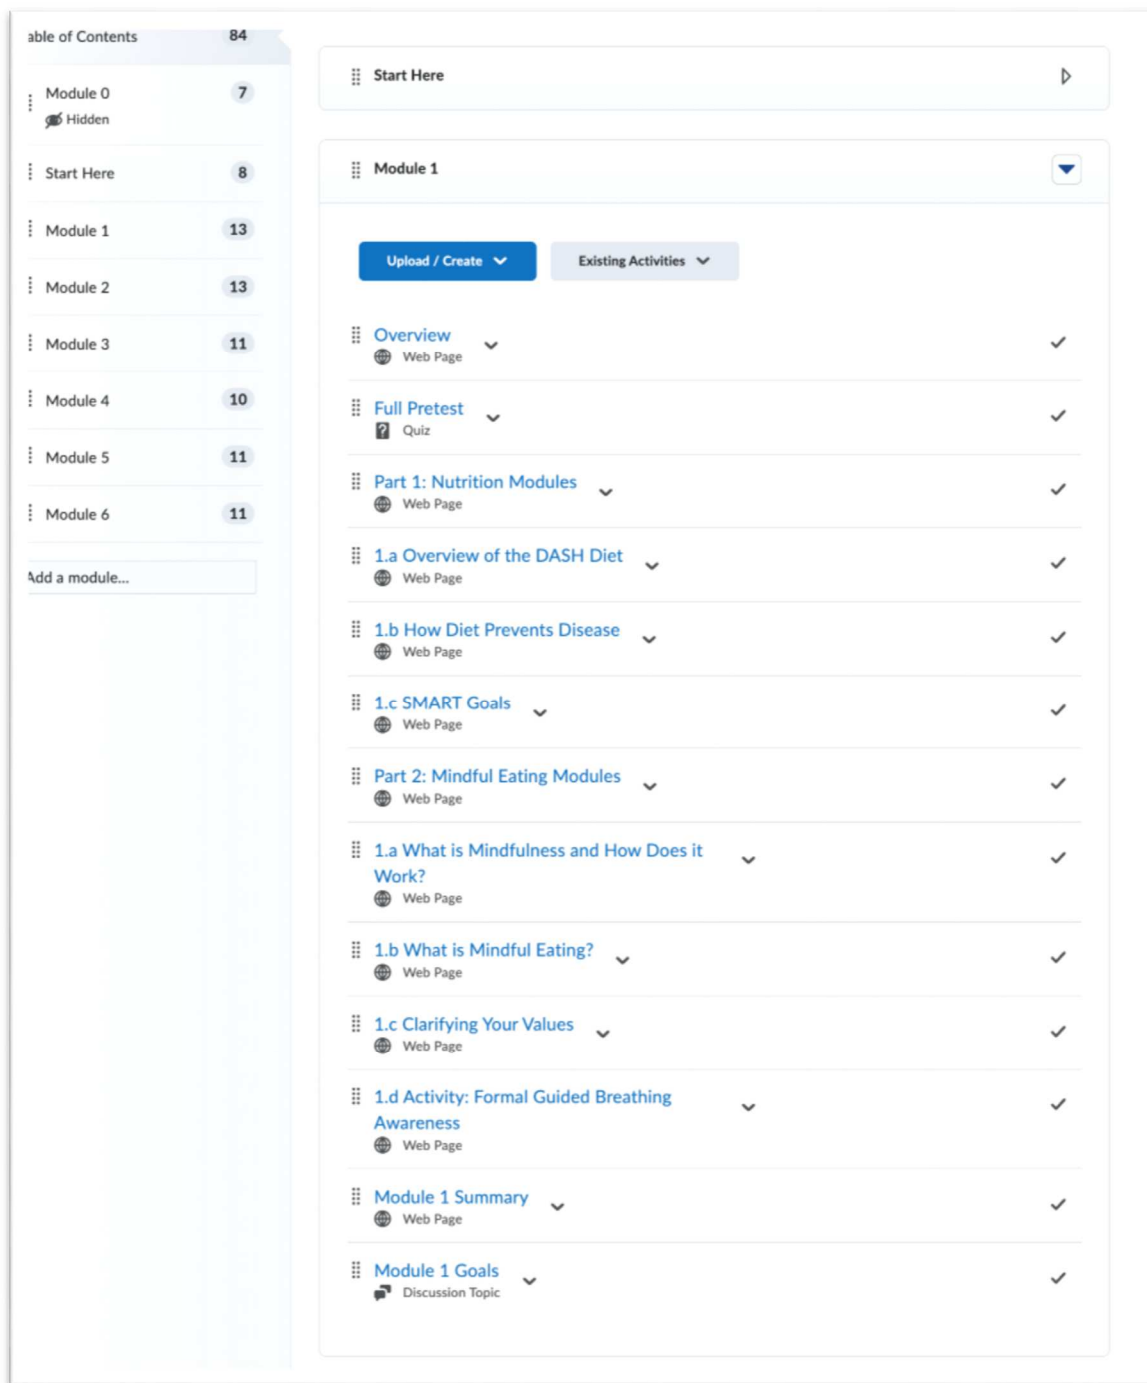 able of Contents 84
Module 0 7
Hidden
Start Here 8
Module 1 13
Module 2 13
Module 3 11
Module 4 10
Module 5 11
Module 6 11
Add a module...
Start Here
Module 1
Upload / Create Existing Activities
Overview
Web Page
Full Pretest
? Quiz
Part 1: Nutrition Modules
Web Page
1.a Overview of the DASH Diet
Web Page
1.b How Diet Prevents Disease
Web Page
1.c SMART Goals
Web Page
Part 2: Mindful Eating Modules
Web Page
1.a What is Mindfulness and How Does it
Work?
Web Page
1.b What is Mindful Eating?
Web Page
1.c Clarifying Your Values
Web Page
1.d Activity: Formal Guided Breathing
Awareness
Web Page
Module 1 Summary
Web Page
Module 1 Goals
Discussion Topic